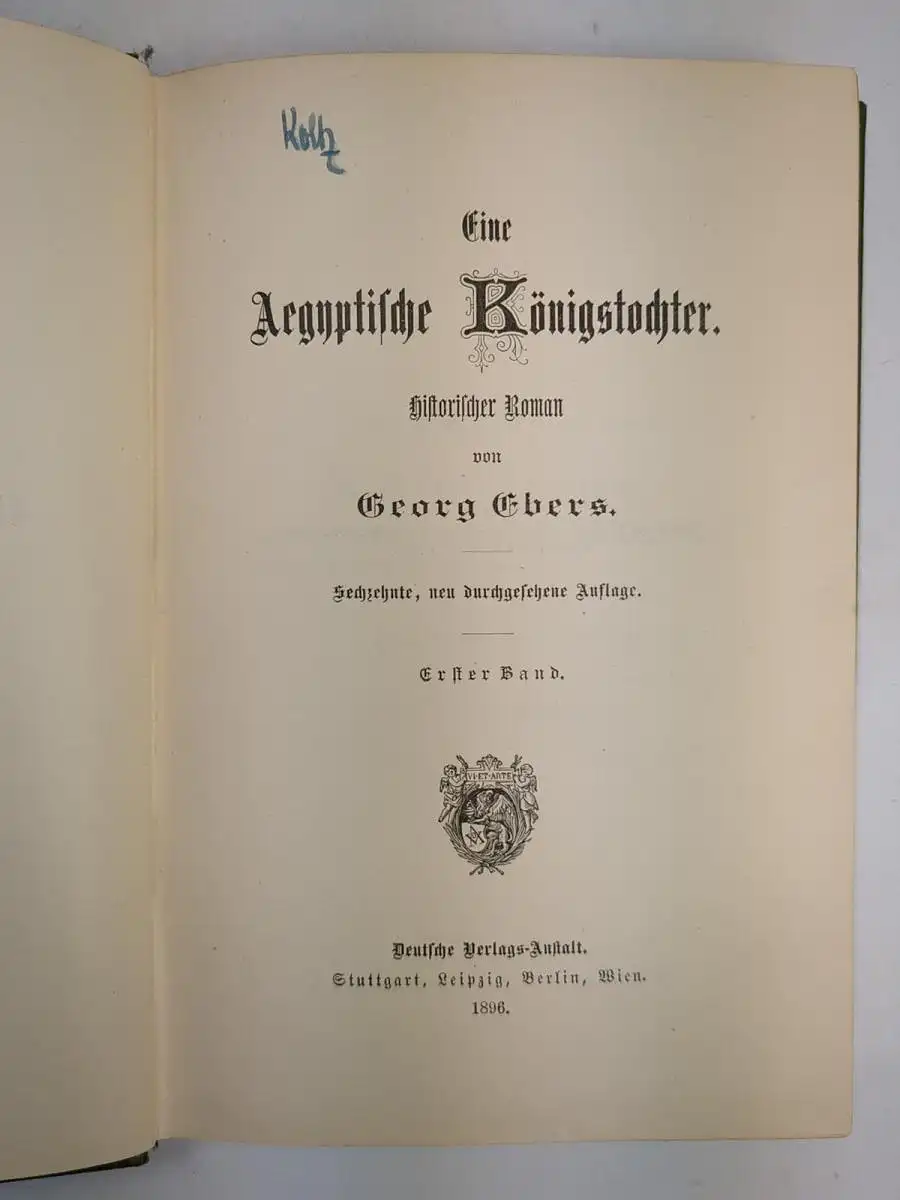 Eine
Aegyptiſche Königstochter.
Hiſtoriſcher Roman
von
Georg Ebers.
Sechzehnte, neu durchgeſehene Auflage.
Erſter Band.
VI·ET·ARTE
Deutſche Verlags-Anſtalt.
Stuttgart, Leipzig, Berlin, Wien.
1896.